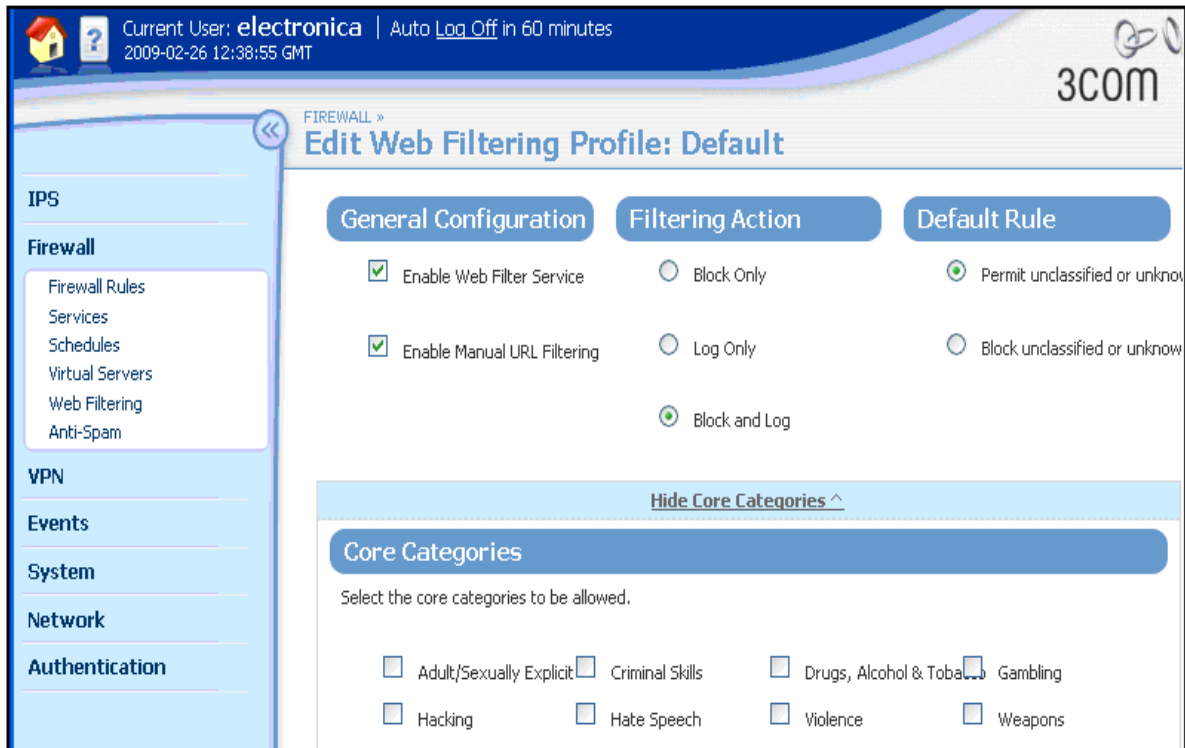 Current User: electronica | Auto Log Off in 60 minutes
2009-02-26 12:38:55 GMT
3COM
FIREWALL »
Edit Web Filtering Profile: Default
IPS
Firewall
Firewall Rules
Services
Schedules
Virtual Servers
Web Filtering
Anti-Spam
VPN
Events
System
Network
Authentication
General Configuration Filtering Action Default Rule
Enable Web Filter Service Block Only Permit unclassified or unknow
Enable Manual URL Filtering Log Only Block unclassified or unknow
Block and Log
Hide Core Categories ^
Core Categories
Select the core categories to be allowed.
Adult/Sexually Explicit Criminal Skills Drugs, Alcohol & Tobacco Gambling
Hacking Hate Speech Violence Weapons